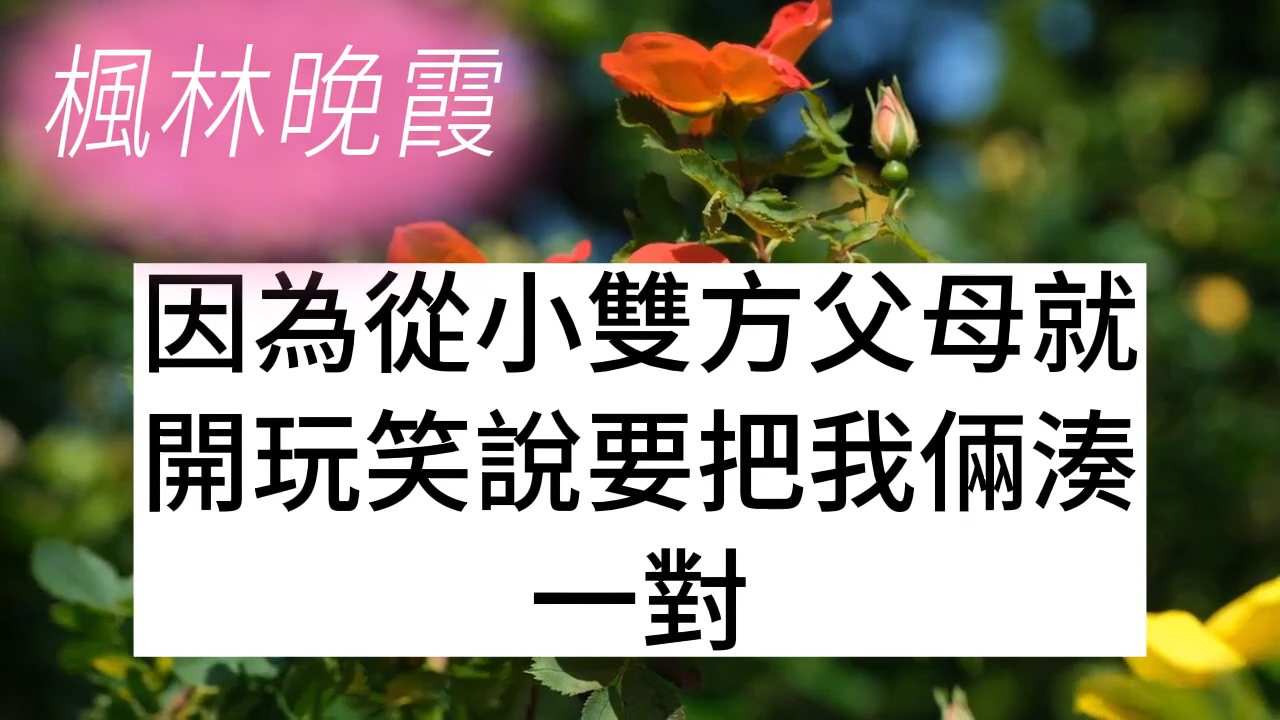 楓林晚霞
因為從小雙方父母就
開玩笑說要把我倆湊
一對